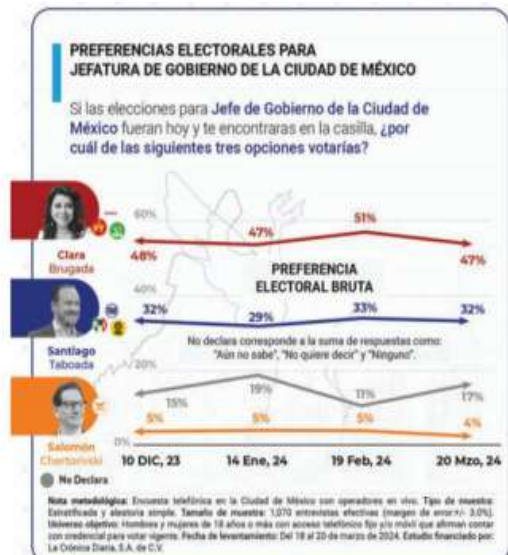 PREFERENCIAS ELECTORALES PARA
JEFATURA DE GOBIERNO DE LA CIUDAD DE MÉXICO
Si las elecciones para Jefe de Gobierno de la Ciudad de
México fueran hoy y te encontraras en la casilla, ¿por
cuál de las siguientes tres opciones votarías?
60%
Clara
Brugada
48%
47%
51%
47%
PREFERENCIA
ELECTORAL BRUTA
40%
Santiago
Taboada
32%
29%
33%
32%
No declara corresponde a la suma de respuestas como:
"Aún no sabe", "No quiere decir" y "Ninguno".
20%
15%
19%
11%
17%
Salomón
Chertorivski
5%
5%
5%
4%
0%
10 DIC, 23
14 Ene, 24
19 Feb, 24
20 Mzo, 24
No Declara
Nota metodológica: Encuesta telefónica en la Ciudad de México con operadores en vivo. Tipo de muestra:
Estratificada y aleatoria simple. Tamaño de muestra: 1,070 entrevistas efectivas (margen de error+/- 3.0%).
Universo objetivo: Hombres y mujeres de 18 años o más con acceso telefónico fijo y/o móvil que afirman contar
con credencial para votar vigente. Fecha de levantamiento: Del 18 al 20 de marzo de 2024. Estudio financiado por:
La Crónica Diaria, S.A. de C.V.